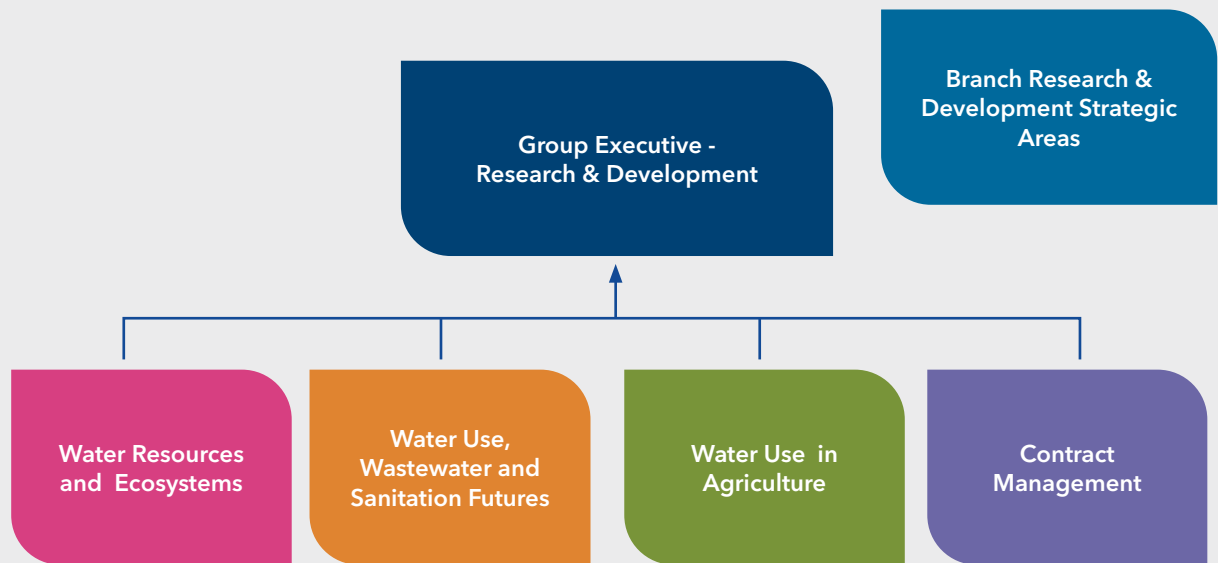 Branch Research &
Development Strategic
Areas
Group Executive -
Research & Development
Water Resources
and Ecosystems
Water Use,
Wastewater and
Sanitation Futures
Water Use in
Agriculture
Contract
Management